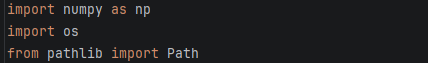 import numpy as np
import os
from pathlib import Path